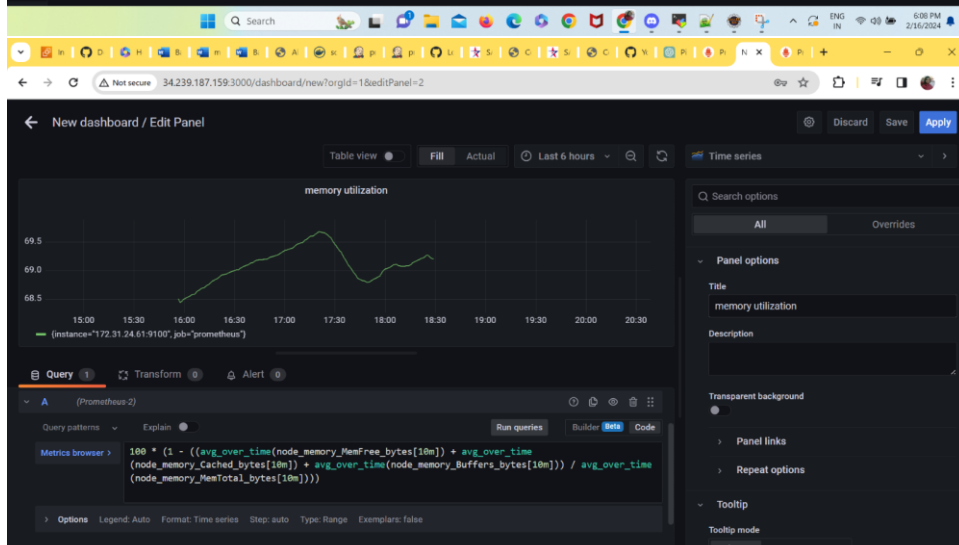 Search
ENG
IN
6:08 PM
2/16/2024
Not secure 34.239.187.159:3000/dashboard/new?orgId=1&editPanel=2
New dashboard / Edit Panel
Discard Save Apply
Table view Fill Actual Last 6 hours
Time series
memory utilization
69.5
69.0
68.5
15:00 15:30 16:00 16:30 17:00 17:30 18:00 18:30 19:00 19:30 20:00 20:30
{instance="172.31.24.61:9100", job="prometheus"}
Query 1 Transform 0 Alert 0
A (Prometheus-2)
Query patterns Explain Run queries Builder Beta Code
Metrics browser >
100 * (1 - ((avg_over_time(node_memory_MemFree_bytes[10m]) + avg_over_time
(node_memory_Cached_bytes[10m]) + avg_over_time(node_memory_Buffers_bytes[10m])) / avg_over_time
(node_memory_MemTotal_bytes[10m])))
Options Legend: Auto Format: Time series Step: auto Type: Range Exemplars: false
Search options
All Overrides
Panel options
Title
memory utilization
Description
Transparent background
Panel links
Repeat options
Tooltip
Tooltip mode